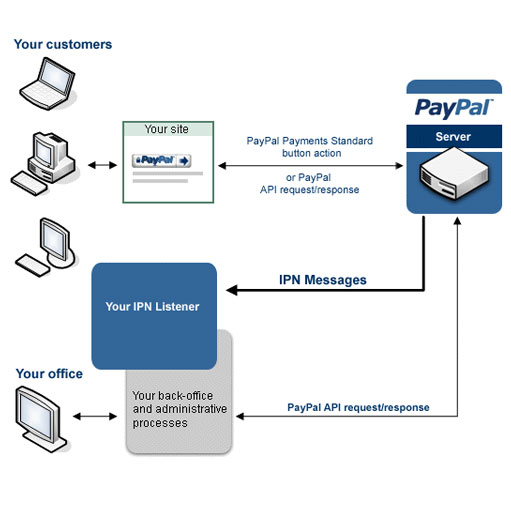 Your customers
Your site
PayPal
PayPal Payments Standard
button action
or PayPal
API request/response
PayPal
Server
IPN Messages
Your IPN Listener
Your office
Your back-office
and administrative
processes
PayPal API request/response